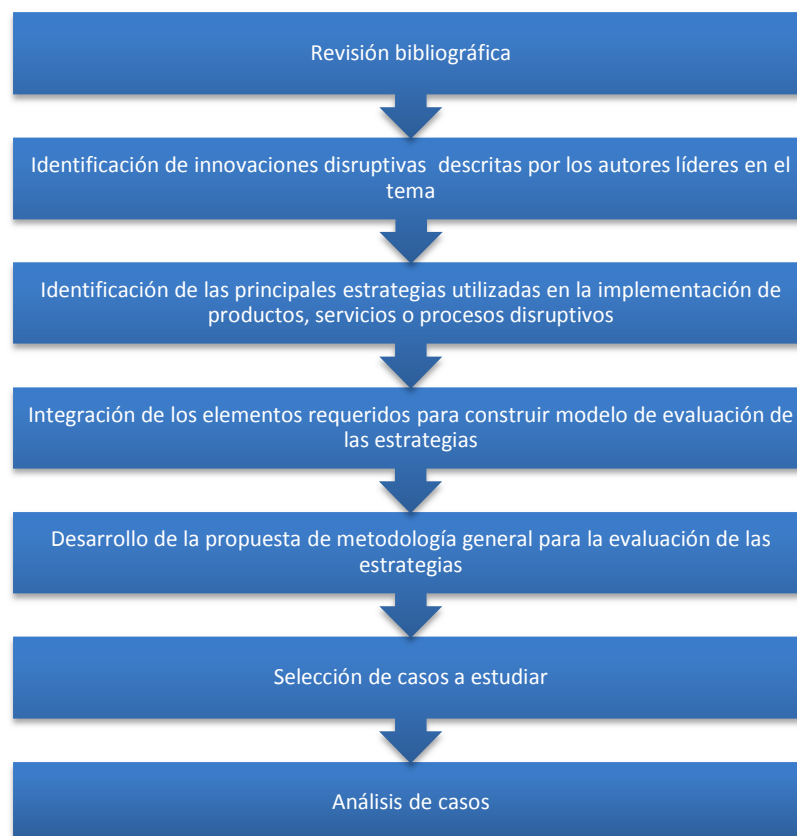 Revisión bibliográfica
Identificación de innovaciones disruptivas descritas por los autores líderes en el
tema
Identificación de las principales estrategias utilizadas en la implementación de
productos, servicios o procesos disruptivos
Integración de los elementos requeridos para construir modelo de evaluación de
las estrategias
Desarrollo de la propuesta de metodología general para la evaluación de las
estrategias
Selección de casos a estudiar
Análisis de casos